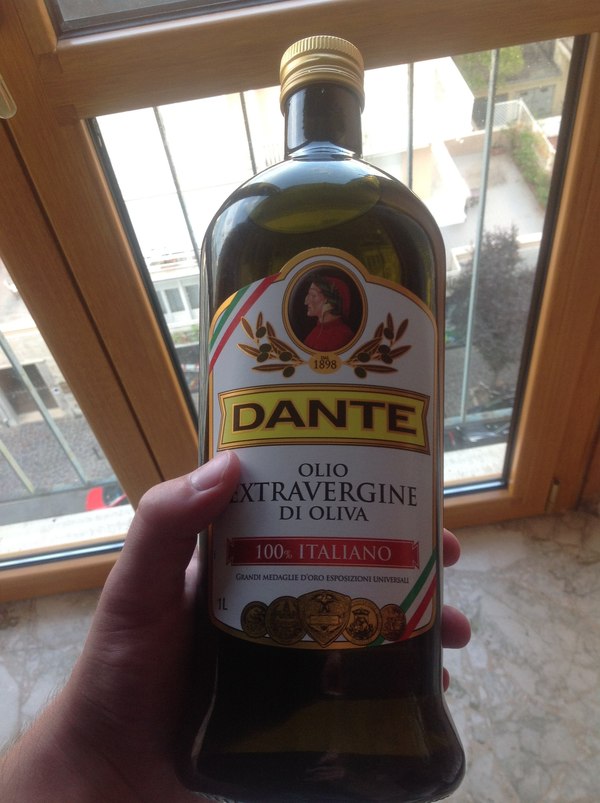 DAL
1898
DANTE
OLIO
EXTRAVERGINE
DI OLIVA
100% ITALIANO
GRANDI MEDAGLIE D'ORO ESPOSIZIONI UNIVERSALI
1L